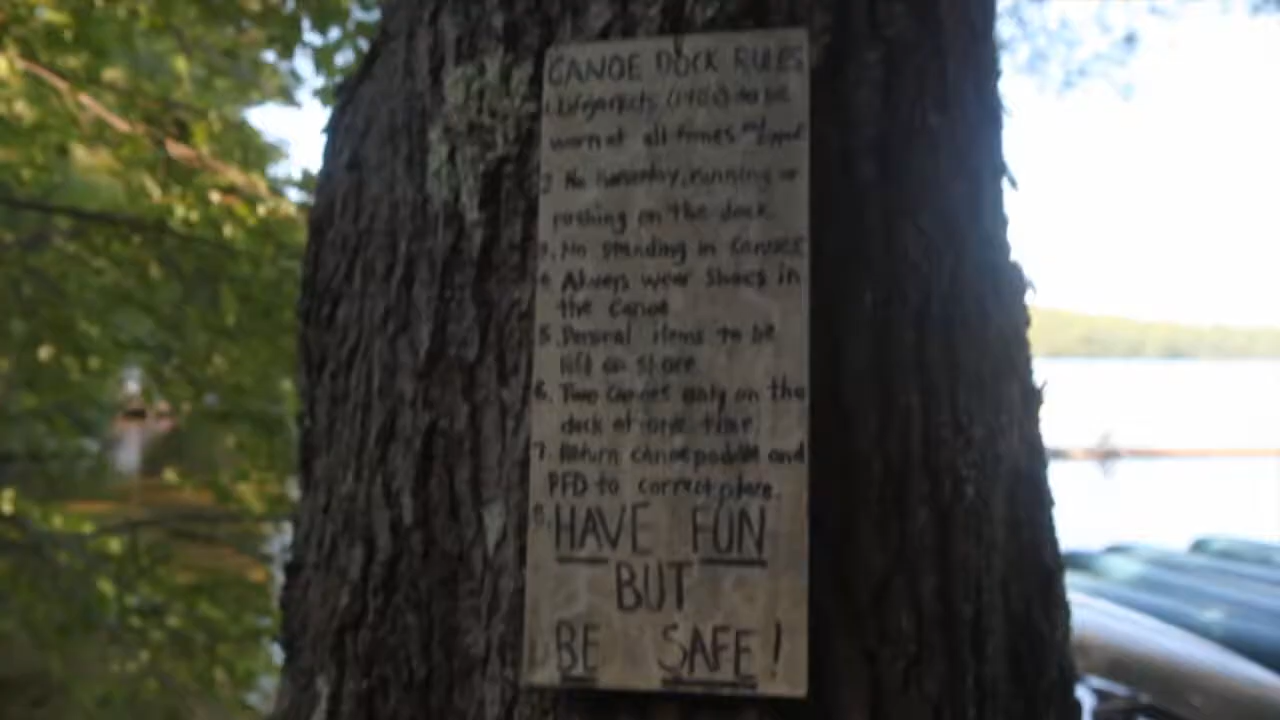 CANOE DOCK RULES
1. Lifejackets to be
worn at all times
2. No horseplay, running or
pushing on the dock.
3. No standing in canoes
4. Always wear shoes in
the canoe
5. Personal items to be
left on shore
6. Two canoes only on the
dock at one time
7. Return canoe paddles and
PFD to correct place.
8. HAVE FUN
BUT
BE SAFE!